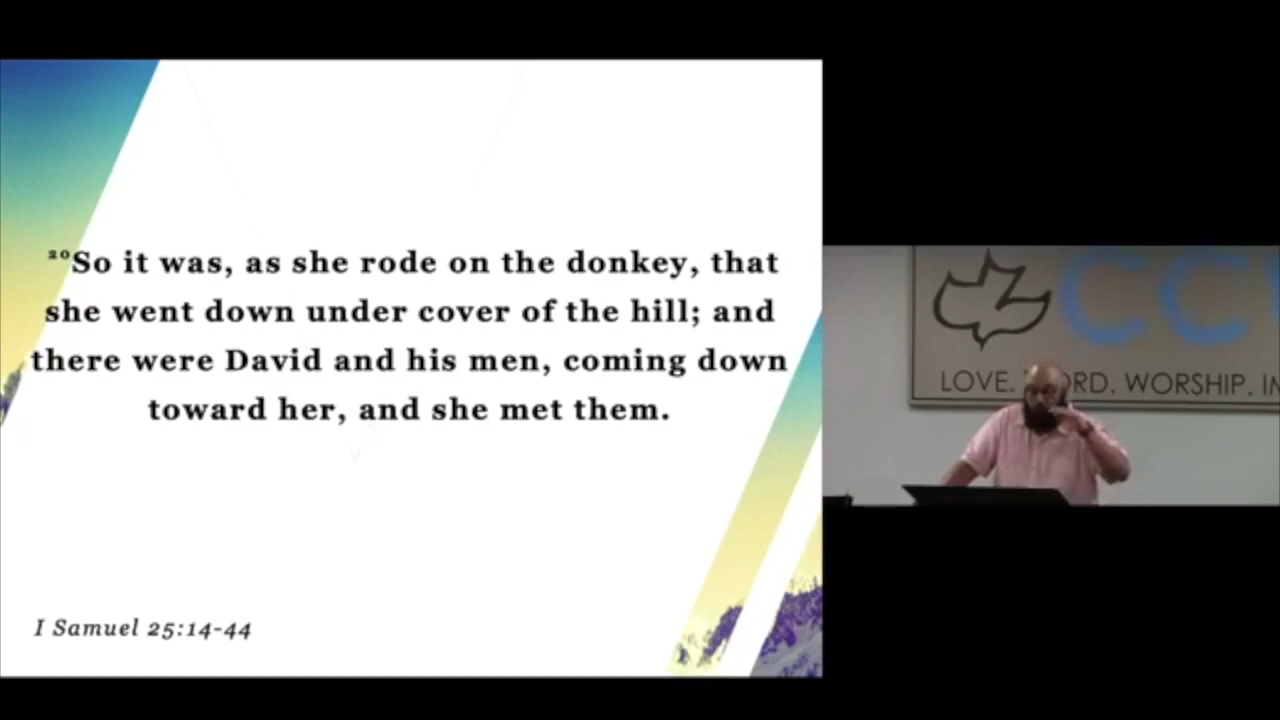 ²⁰So it was, as she rode on the donkey, that
she went down under cover of the hill; and
there were David and his men, coming down
toward her, and she met them.
I Samuel 25:14-44
CC
LOVE. WORSHIP.